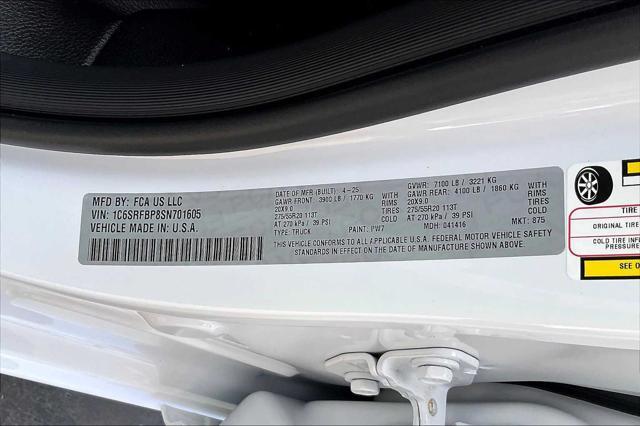 MFD BY: FCA US LLC
VIN: 1C6SRFBP8SN701605
VEHICLE MADE IN: U.S.A.
DATE OF MFR (BUILT) 4-25
GAWR FRONT: 3900 LB / 1770 KG WITH
20X9.0 RIMS
275/55R20 113T TIRES
AT 270 kPa / 39 PSI
TYPE: TRUCK PAINT: PW7
GVWR: 7100 LB / 3221 KG
GAWR REAR: 4100 LB / 1860 KG WITH
20X9.0 RIMS
275/55R20 113T TIRES
AT 270 kPa / 39 PSI
MDH: 041416 MKT: 875
THIS VEHICLE CONFORMS TO ALL APPLICABLE U.S.A. FEDERAL MOTOR VEHICLE SAFETY
STANDARDS IN EFFECT ON THE DATE OF MANUFACTURE SHOWN ABOVE.
TIRE
ORIGINAL TIRE
COLD TIRE INFL
PRESSURE
SEE O